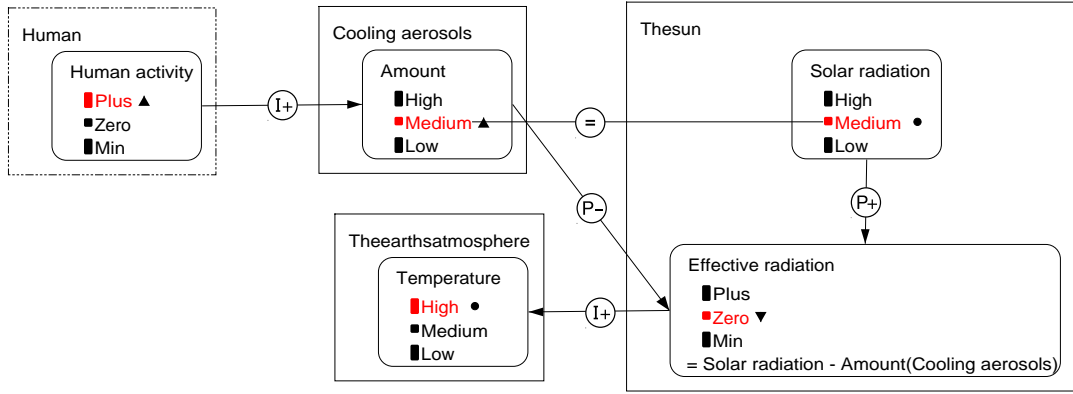 Human
Human activity
Plus
Zero
Min
I+
Cooling aerosols
Amount
High
Medium
Low
=
P-
Thesun
Solar radiation
High
Medium
Low
P+
Effective radiation
Plus
Zero
Min
= Solar radiation - Amount(Cooling aerosols)
I+
Theearthsatmosphere
Temperature
High
Medium
Low